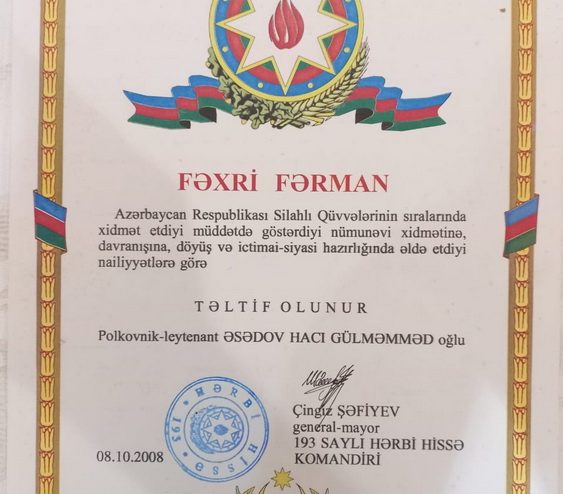 FƏXRİ FƏRMAN
Azərbaycan Respublikası Silahlı Qüvvələrinin sıralarında
xidmət etdiyi müddətdə göstərdiyi nümunəvi xidmətinə,
davranışına, döyüş və ictimai-siyasi hazırlığında əldə etdiyi
nailiyyətlərə görə
TƏLTİF OLUNUR
Polkovnik-leytenant ƏSƏDOV HACI GÜLMƏMMƏD oğlu
Çingiz ŞƏFİYEV
general-mayor
193 SAYLI HƏRBİ HİSSƏ
KOMANDİRİ
08.10.2008
HƏRBİ HİSSƏ 193